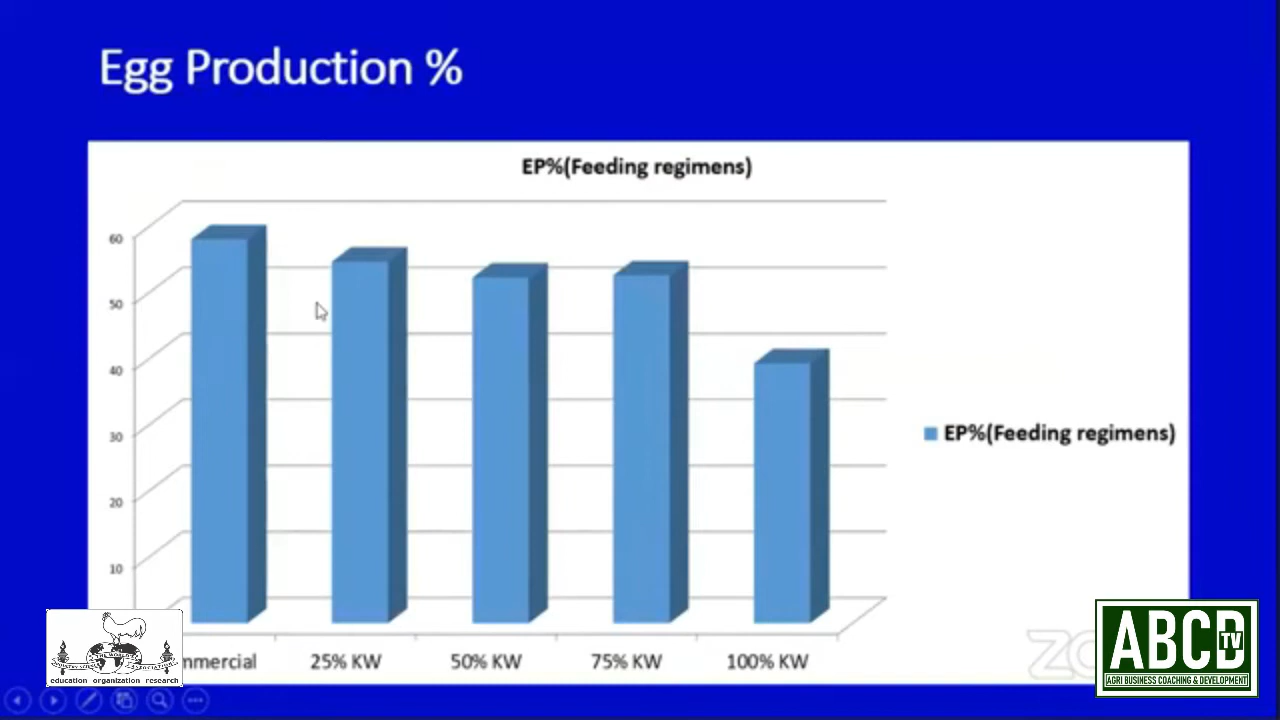 Egg Production %
EP%(Feeding regimens)
60
50
40
30
20
10
EP%(Feeding regimens)
mmercial 25% KW 50% KW 75% KW 100% KW
education organization research
ABCD TV
AGRI BUSINESS COACHING & DEVELOPMENT